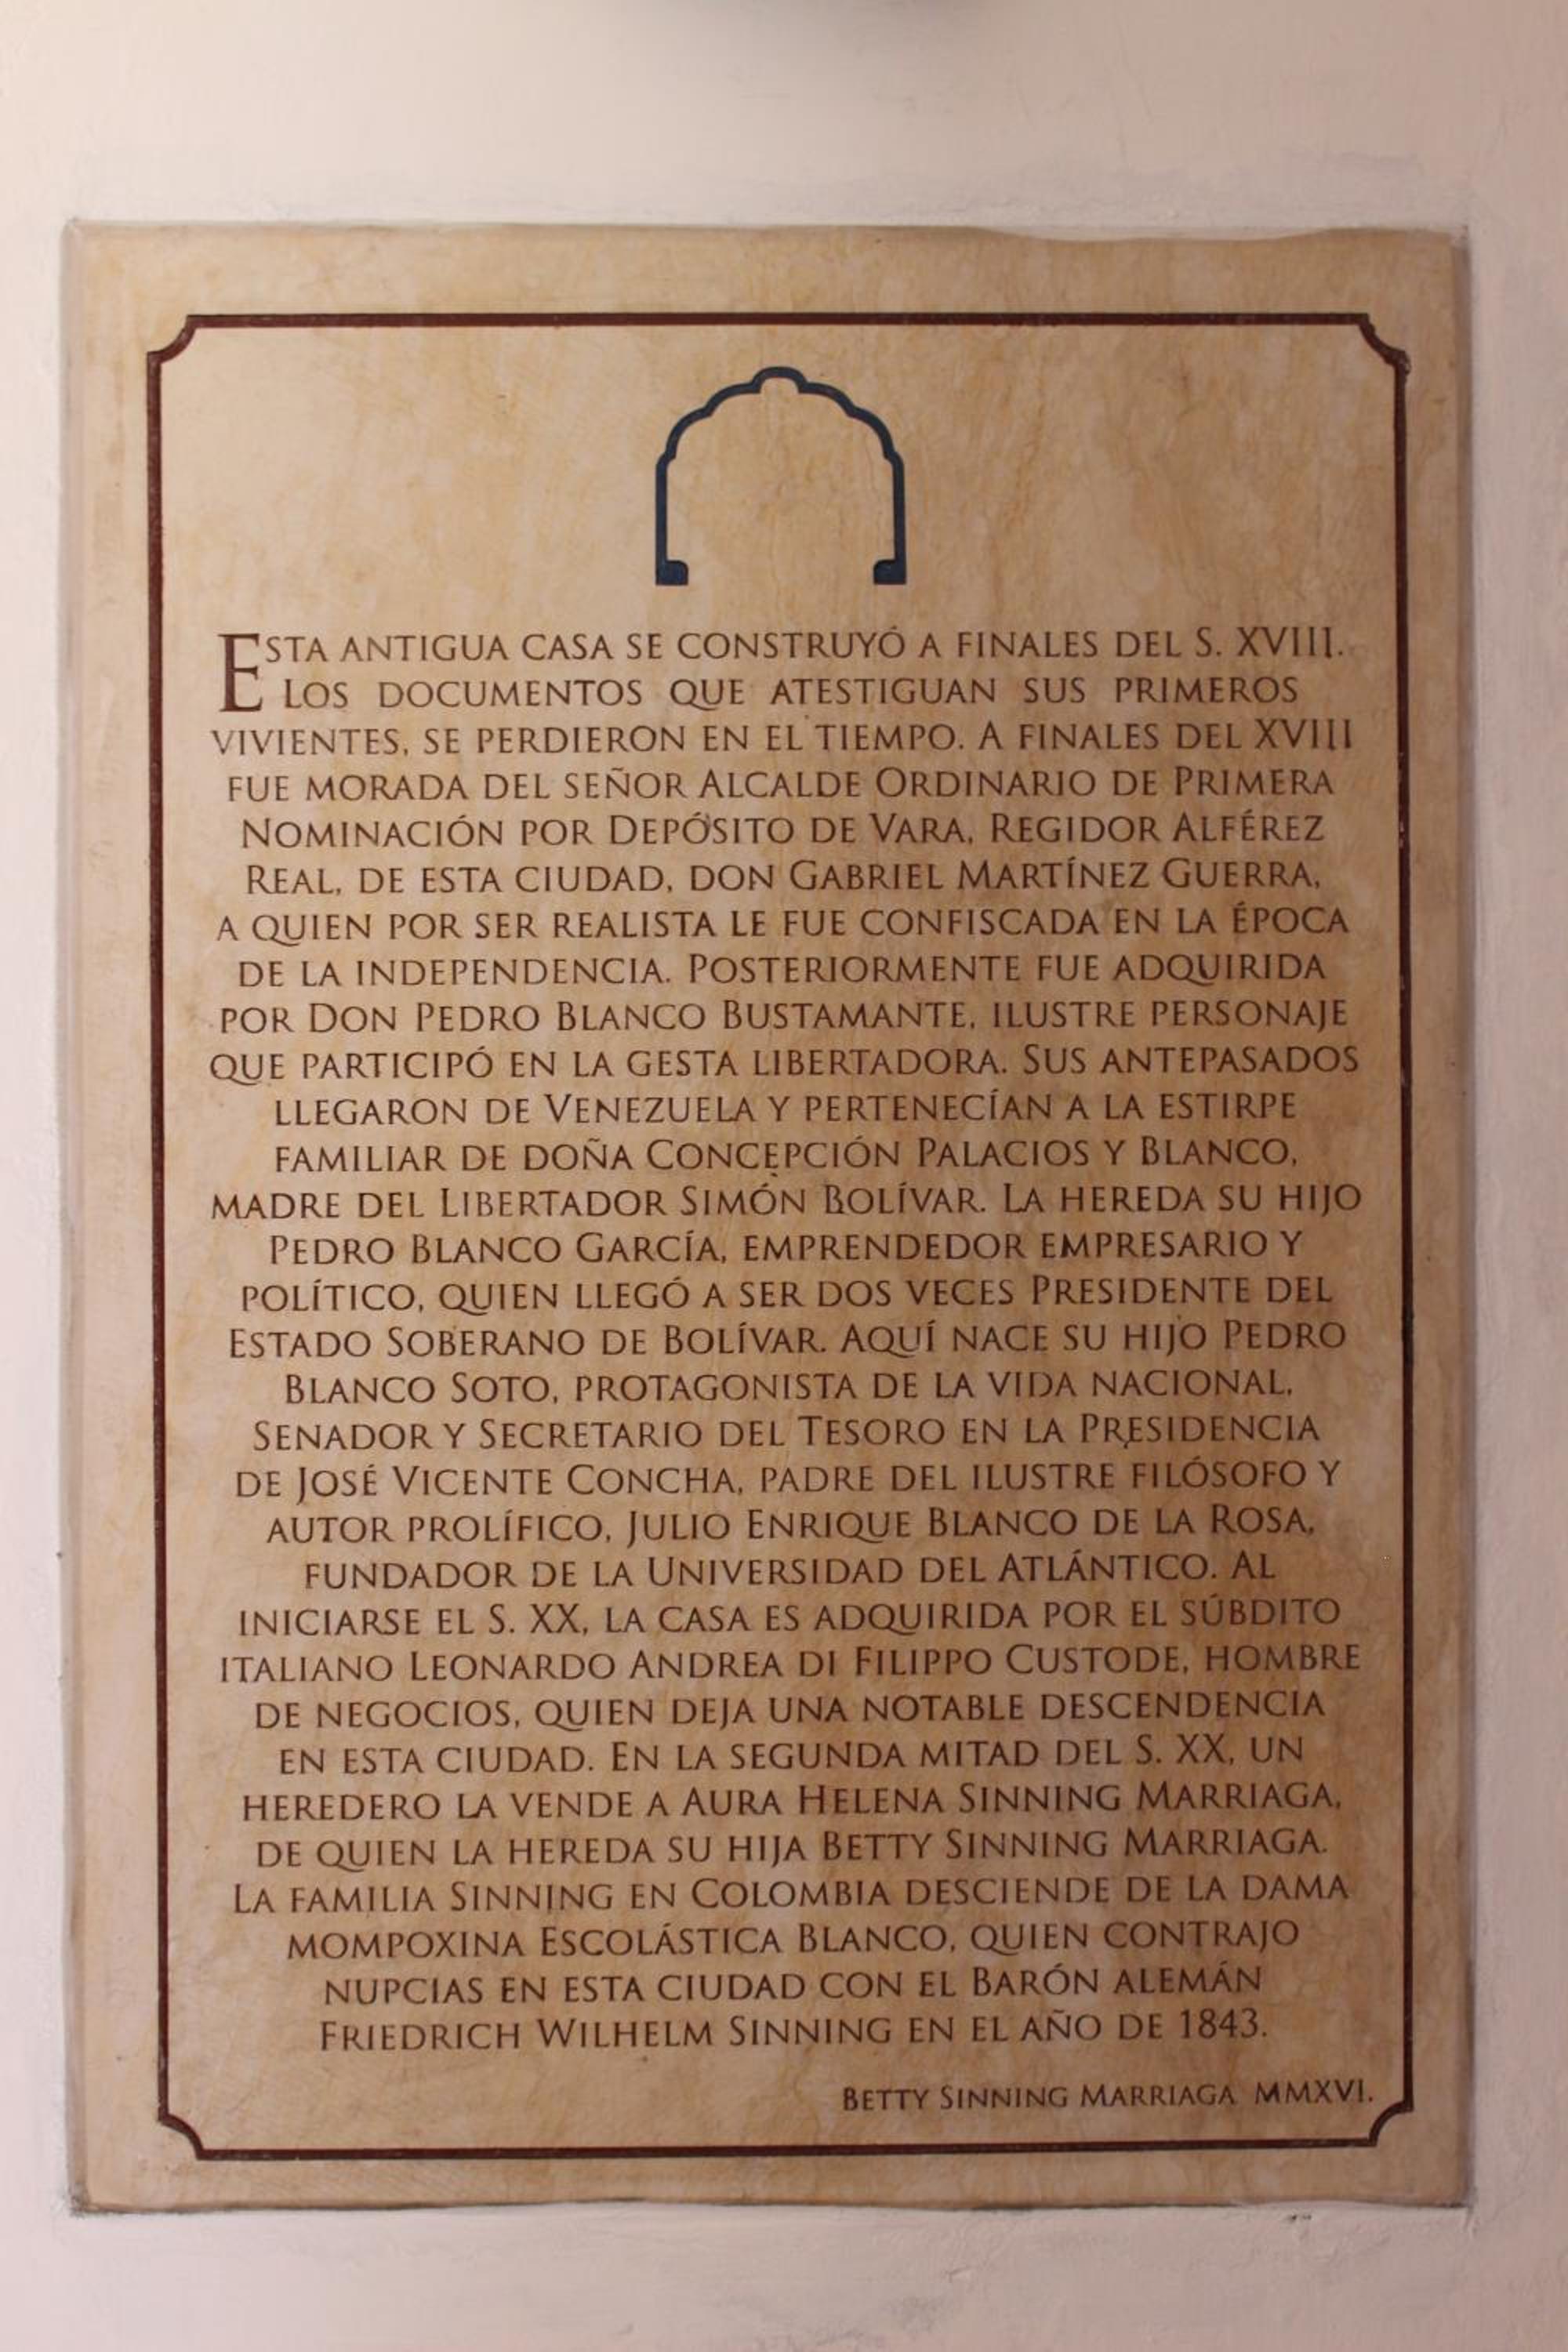 ESTA ANTIGUA CASA SE CONSTRUYÓ A FINALES DEL S. XVIII.
LOS DOCUMENTOS QUE ATESTIGUAN SUS PRIMEROS
VIVIENTES, SE PERDIERON EN EL TIEMPO. A FINALES DEL XVIII
FUE MORADA DEL SEÑOR ALCALDE ORDINARIO DE PRIMERA
NOMINACIÓN POR DEPÓSITO DE VARA, REGIDOR ALFÉREZ
REAL, DE ESTA CIUDAD, DON GABRIEL MARTÍNEZ GUERRA,
A QUIEN POR SER REALISTA LE FUE CONFISCADA EN LA ÉPOCA
DE LA INDEPENDENCIA. POSTERIORMENTE FUE ADQUIRIDA
POR DON PEDRO BLANCO BUSTAMANTE, ILUSTRE PERSONAJE
QUE PARTICIPÓ EN LA GESTA LIBERTADORA. SUS ANTEPASADOS
LLEGARON DE VENEZUELA Y PERTENECÍAN A LA ESTIRPE
FAMILIAR DE DOÑA CONCEPCIÓN PALACIOS Y BLANCO,
MADRE DEL LIBERTADOR SIMÓN BOLÍVAR. LA HEREDA SU HIJO
PEDRO BLANCO GARCÍA, EMPRENDEDOR EMPRESARIO Y
POLÍTICO, QUIEN LLEGÓ A SER DOS VECES PRESIDENTE DEL
ESTADO SOBERANO DE BOLÍVAR. AQUÍ NACE SU HIJO PEDRO
BLANCO SOTO, PROTAGONISTA DE LA VIDA NACIONAL,
SENADOR Y SECRETARIO DEL TESORO EN LA PRESIDENCIA
DE JOSÉ VICENTE CONCHA, PADRE DEL ILUSTRE FILÓSOFO Y
AUTOR PROLÍFICO, JULIO ENRIQUE BLANCO DE LA ROSA,
FUNDADOR DE LA UNIVERSIDAD DEL ATLÁNTICO. AL
INICIARSE EL S. XX, LA CASA ES ADQUIRIDA POR EL SÚBDITO
ITALIANO LEONARDO ANDREA DI FILIPPO CUSTODE, HOMBRE
DE NEGOCIOS, QUIEN DEJA UNA NOTABLE DESCENDENCIA
EN ESTA CIUDAD. EN LA SEGUNDA MITAD DEL S. XX, UN
HEREDERO LA VENDE A AURA HELENA SINNING MARRIAGA,
DE QUIEN LA HEREDA SU HIJA BETTY SINNING MARRIAGA.
LA FAMILIA SINNING EN COLOMBIA DESCIENDE DE LA DAMA
MOMPOXINA ESCOLÁSTICA BLANCO, QUIEN CONTRAJO
NUPCIAS EN ESTA CIUDAD CON EL BARÓN ALEMÁN
FRIEDRICH WILHELM SINNING EN EL AÑO DE 1843.
BETTY SINNING MARRIAGA MMXVI.